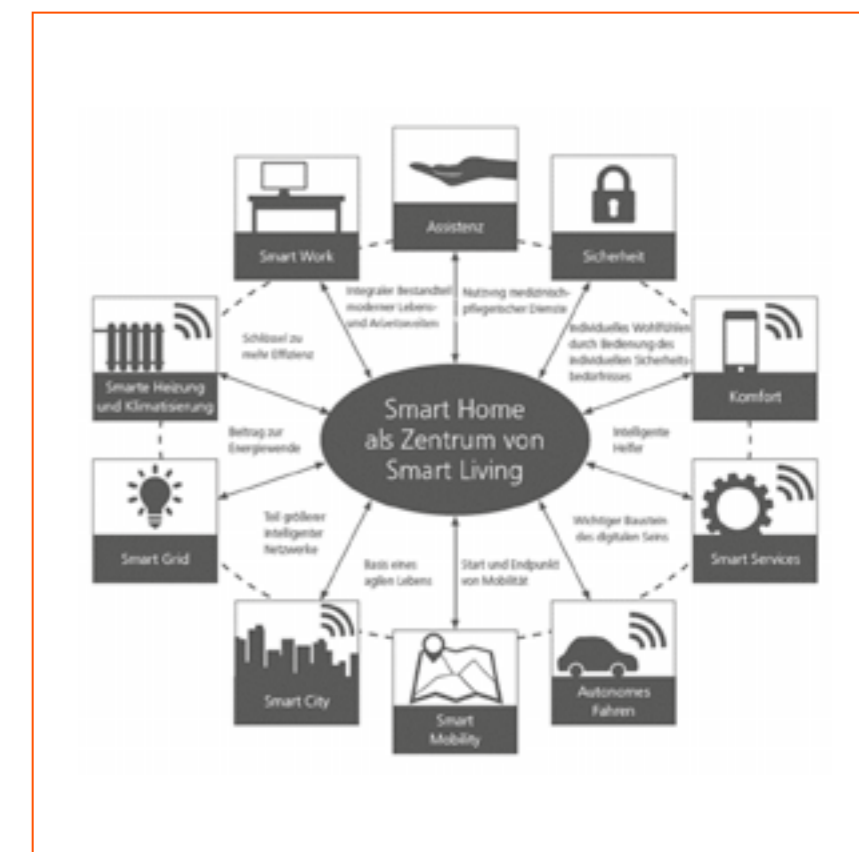 Assistenz
Smart Work
Sicherheit
Integraler Bestandteil
moderner Lebens-
und Arbeitswelten
Nutzung medizinisch-
pflegerischer Dienste
Schlüssel zu
mehr Effizienz
Individuelles Wohlfühlen
durch Bedienung des
individuellen Sicherheits-
bedürfnisses
Smarte Heizung
und Klimatisierung
Komfort
Smart Home
als Zentrum von
Smart Living
Beitrag zur
Energiewende
Intelligente
Helfer
Smart Grid
Teil größerer
intelligenter
Netzwerke
Wichtiger Baustein
des digitalen Seins
Smart Services
Basis eines
agilen Lebens
Start und Endpunkt
von Mobilität
Smart City
Smart
Mobility
Autonomes
Fahren